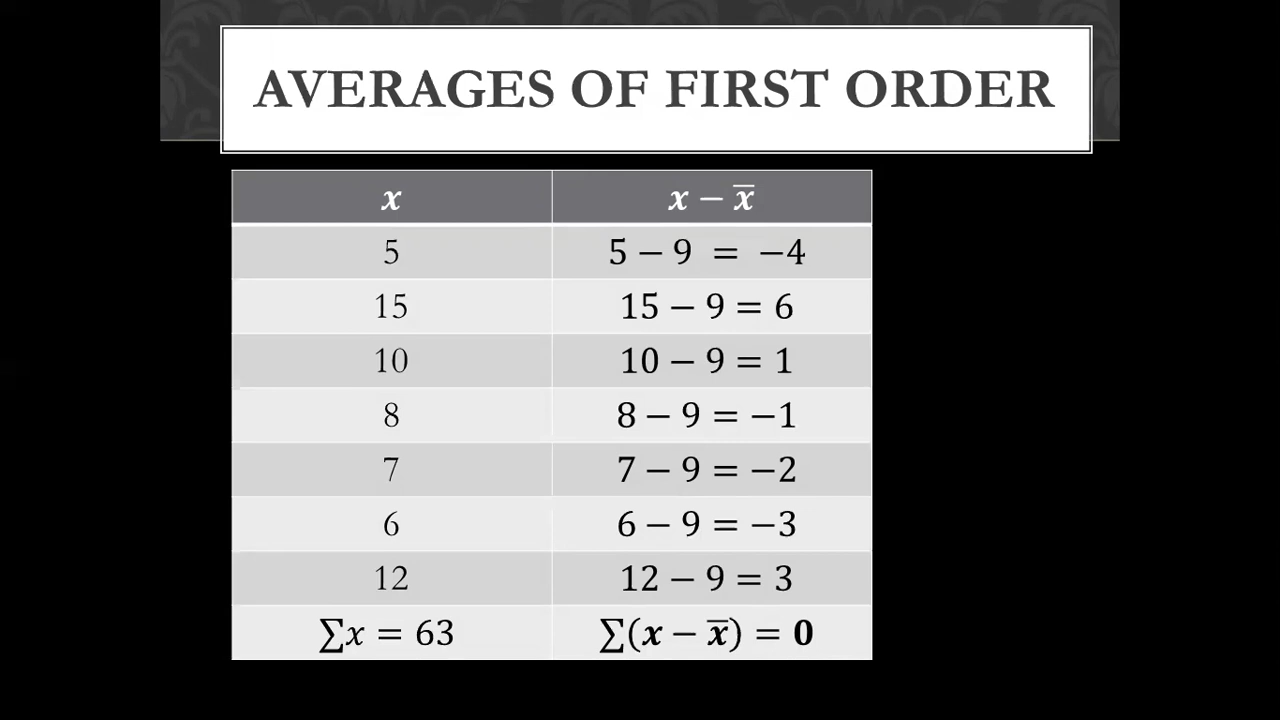 AVERAGES OF FIRST ORDER
x x − x̅
5 5 − 9 = −4
15 15 − 9 = 6
10 10 − 9 = 1
8 8 − 9 = −1
7 7 − 9 = −2
6 6 − 9 = −3
12 12 − 9 = 3
∑x = 63 ∑(x − x̅) = 0